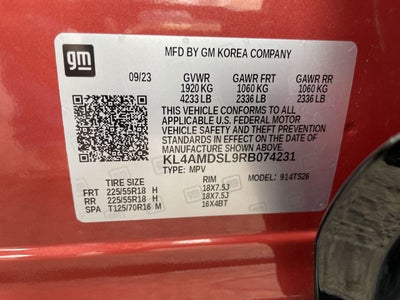 gm
MFD BY GM KOREA COMPANY
09/23 GVWR GAWR FRT GAWR RR
1920 KG 1060 KG 1060 KG
4233 LB 2336 LB 2336 LB
THIS VEHICLE CONFORMS TO ALL
APPLICABLE U.S. FEDERAL MOTOR
VEHICLE SAFETY AND THEFT PREVENTION
STANDARDS IN EFFECT ON THE DATE OF
MANUFACTURE SHOWN ABOVE.
KL4AMDSL9RB074231
TYPE: MPV MODEL: 914TS26
TIRE SIZE RIM
FRT 225/55R18 H 18X7.5J
RR 225/55R18 H 18X7.5J
SPA T125/70R16 M 16X4BT